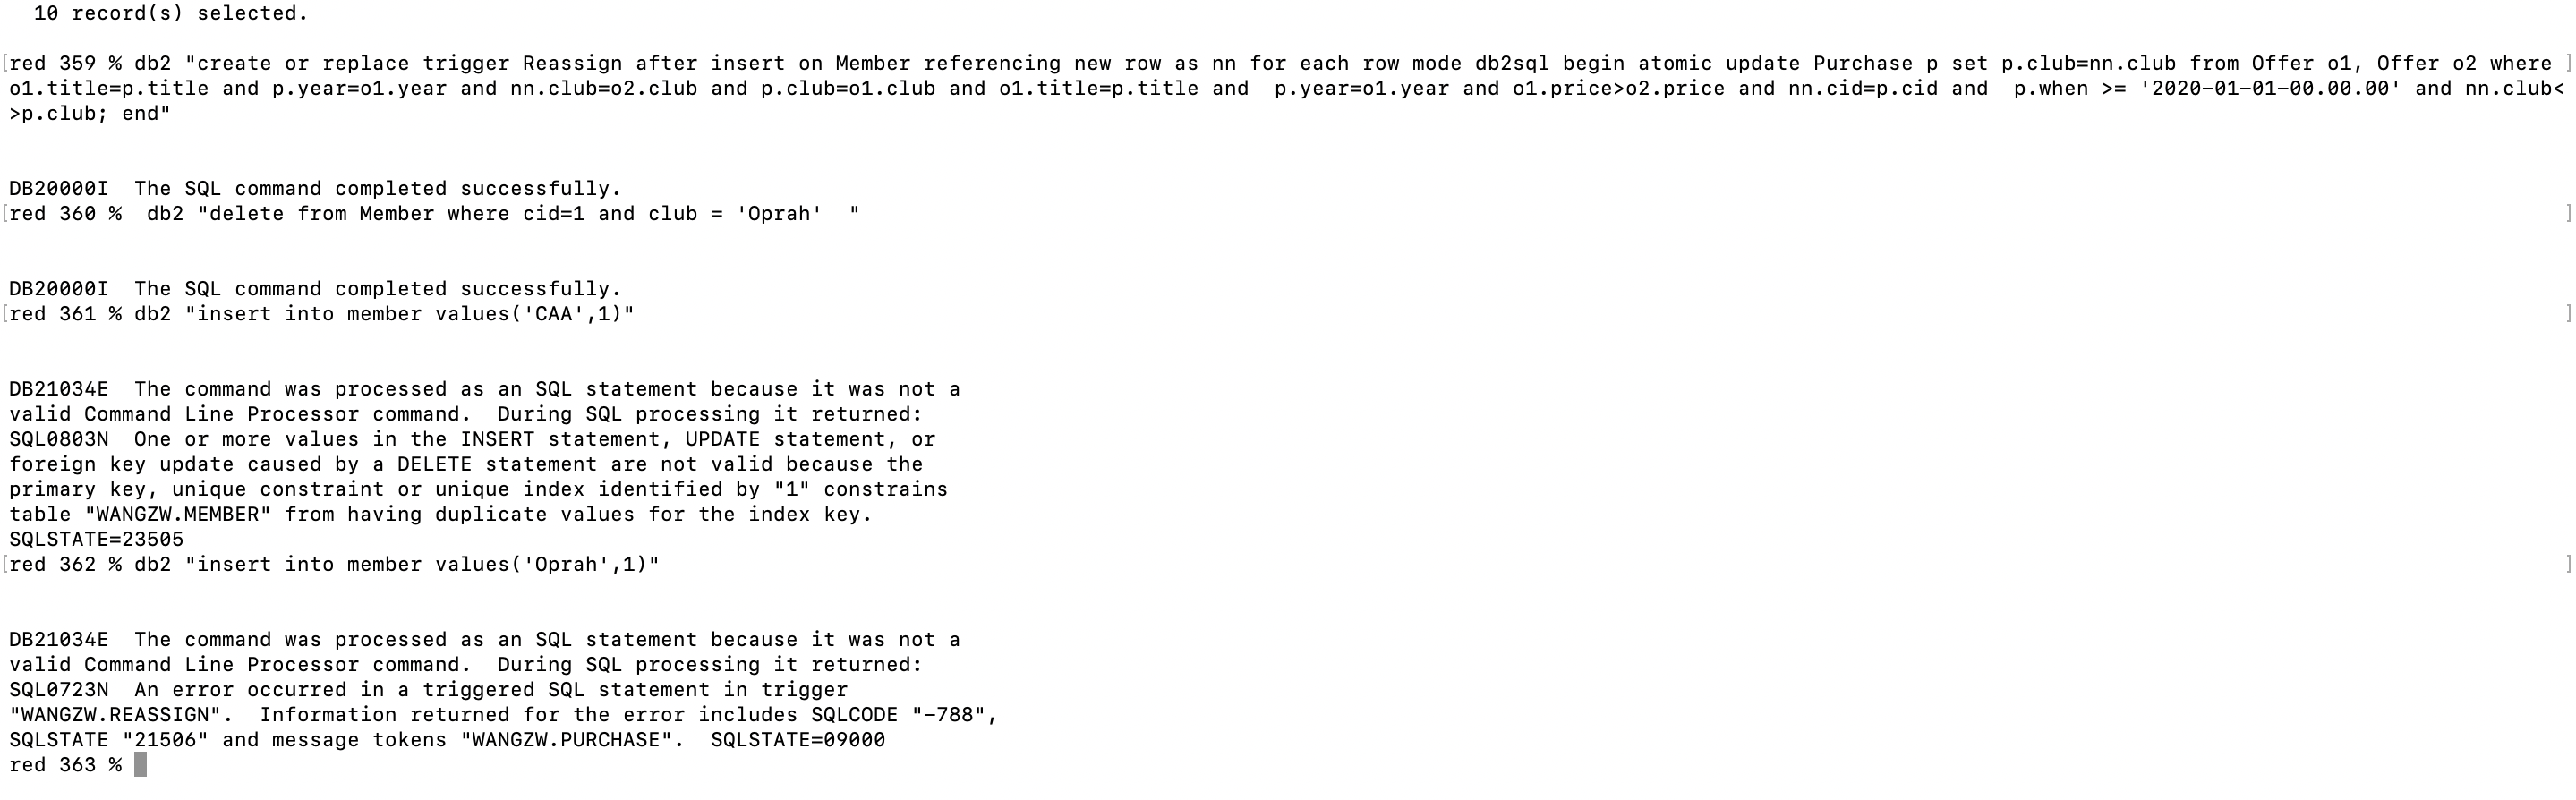 10 record(s) selected.
[red 359 % db2 "create or replace trigger Reassign after insert on Member referencing new row as nn for each row mode db2sql begin atomic update Purchase p set p.club=nn.club from Offer o1, Offer o2 where ]
o1.title=p.title and p.year=o1.year and nn.club=o2.club and p.club=o1.club and o1.title=p.title and  p.year=o1.year and o1.price>o2.price and nn.cid=p.cid and  p.when >= '2020-01-01-00.00.00' and nn.club<
>p.club; end"
DB20000I  The SQL command completed successfully.
[red 360 %  db2 "delete from Member where cid=1 and club = 'Oprah'  " ]
DB20000I  The SQL command completed successfully.
[red 361 % db2 "insert into member values('CAA',1)" ]
DB21034E  The command was processed as an SQL statement because it was not a
valid Command Line Processor command.  During SQL processing it returned:
SQL0803N  One or more values in the INSERT statement, UPDATE statement, or
foreign key update caused by a DELETE statement are not valid because the
primary key, unique constraint or unique index identified by "1" constrains
table "WANGZW.MEMBER" from having duplicate values for the index key.
SQLSTATE=23505
[red 362 % db2 "insert into member values('Oprah',1)" ]
DB21034E  The command was processed as an SQL statement because it was not a
valid Command Line Processor command.  During SQL processing it returned:
SQL0723N  An error occurred in a triggered SQL statement in trigger
"WANGZW.REASSIGN".  Information returned for the error includes SQLCODE "-788",
SQLSTATE "21506" and message tokens "WANGZW.PURCHASE".  SQLSTATE=09000
red 363 %